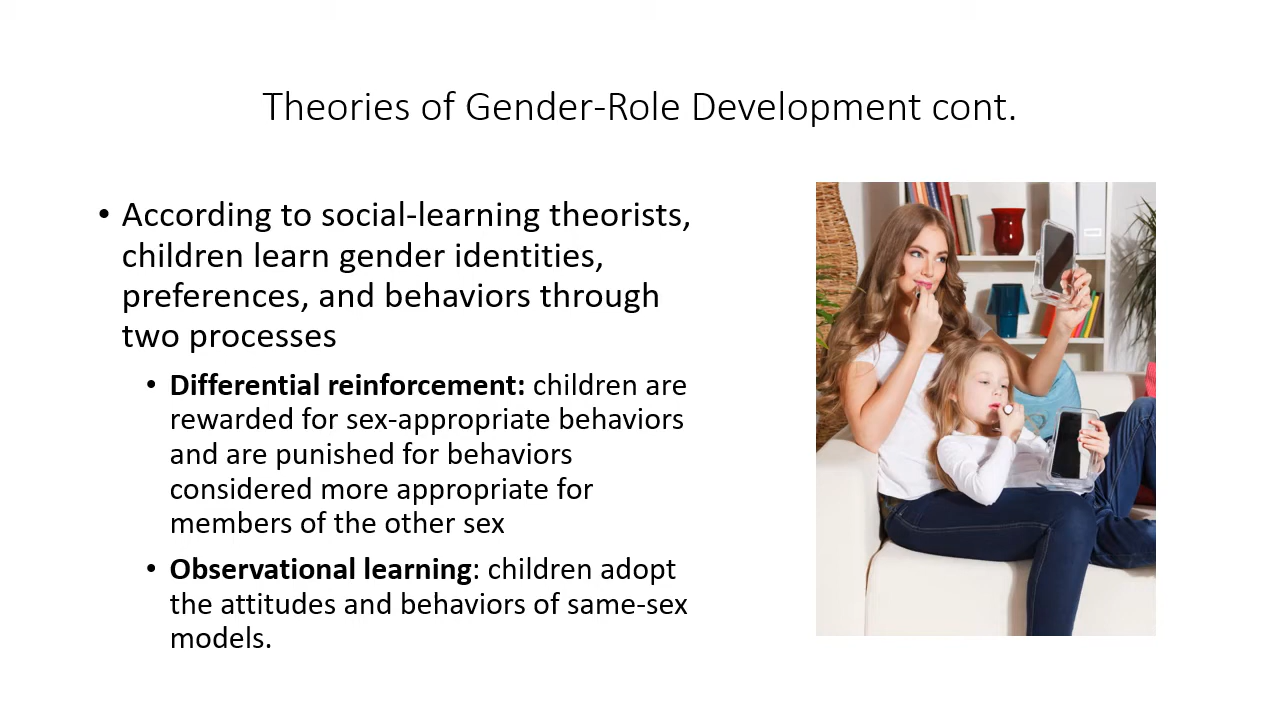 Theories of Gender-Role Development cont.
• According to social-learning theorists,
children learn gender identities,
preferences, and behaviors through
two processes
• Differential reinforcement: children are
rewarded for sex-appropriate behaviors
and are punished for behaviors
considered more appropriate for
members of the other sex
• Observational learning: children adopt
the attitudes and behaviors of same-sex
models.